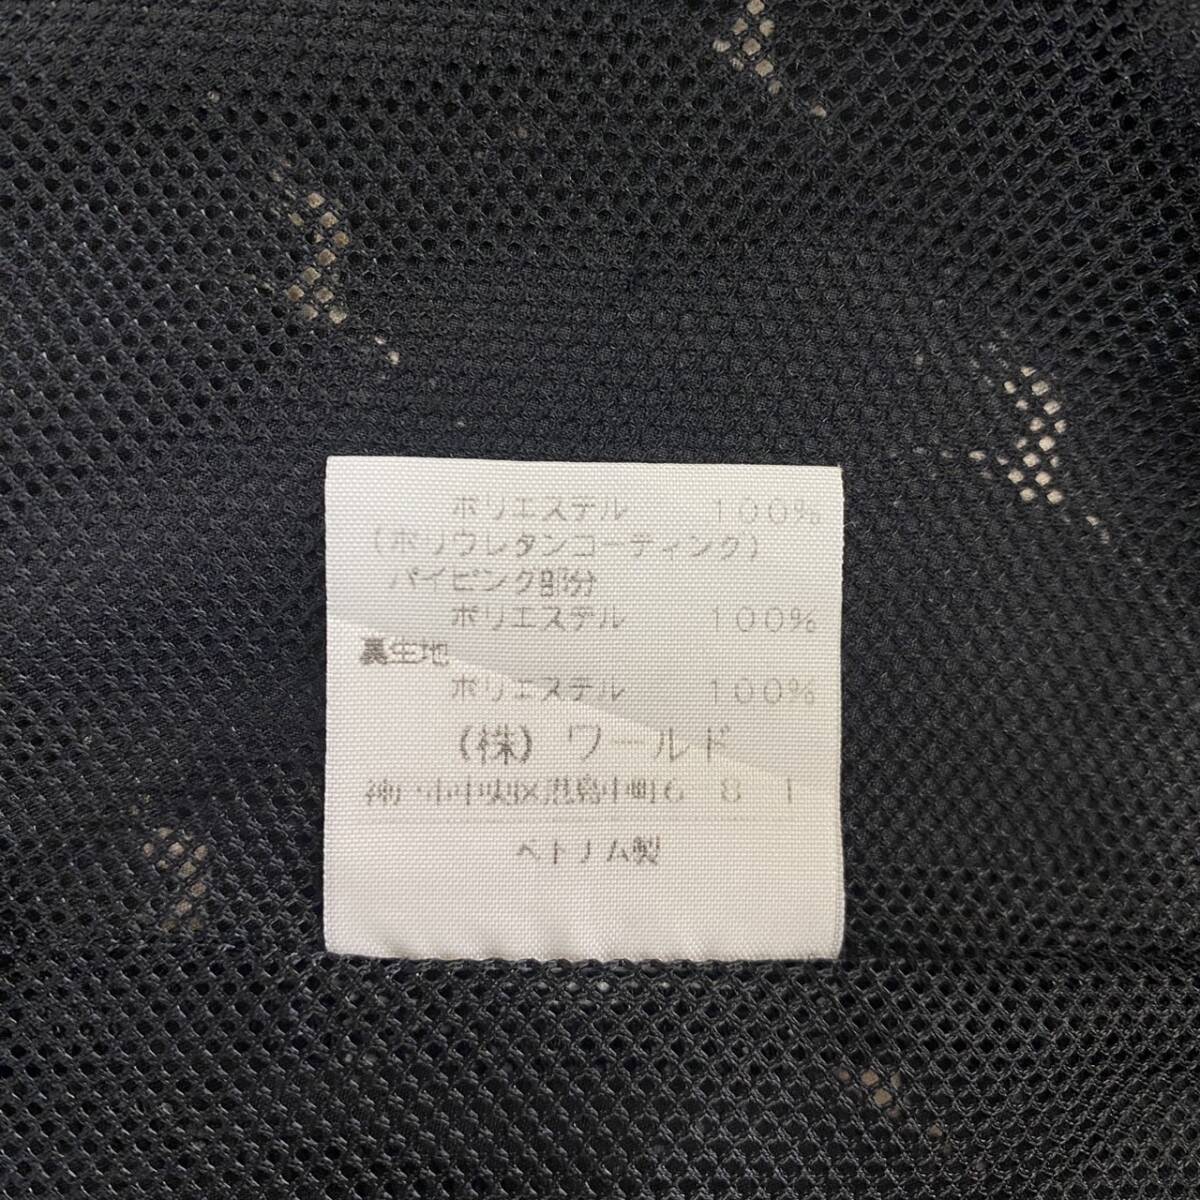 ポリエステル　１００％
（ポリウレタンコーティング）
パイピング部分
ポリエステル　１００％
裏生地
ポリエステル　１００％
（株）ワールド
神戸市中央区港島中町６　８　１
ベトナム製